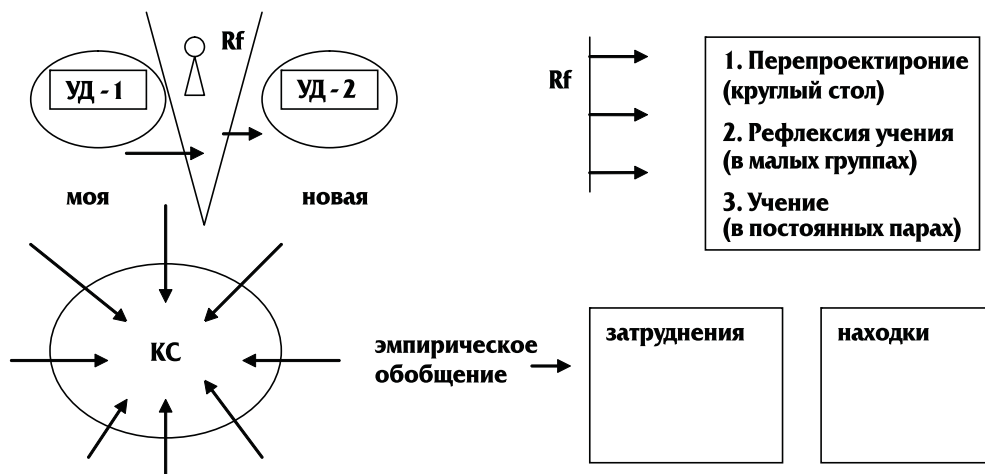 Rf
УД - 1
УД - 2
моя
новая
Rf
1. Перепроектирониe
(круглый стол)
2. Рефлексия учения
(в малых группах)
3. Учение
(в постоянных парах)
КС
эмпирическое
обобщение
затруднения
находки